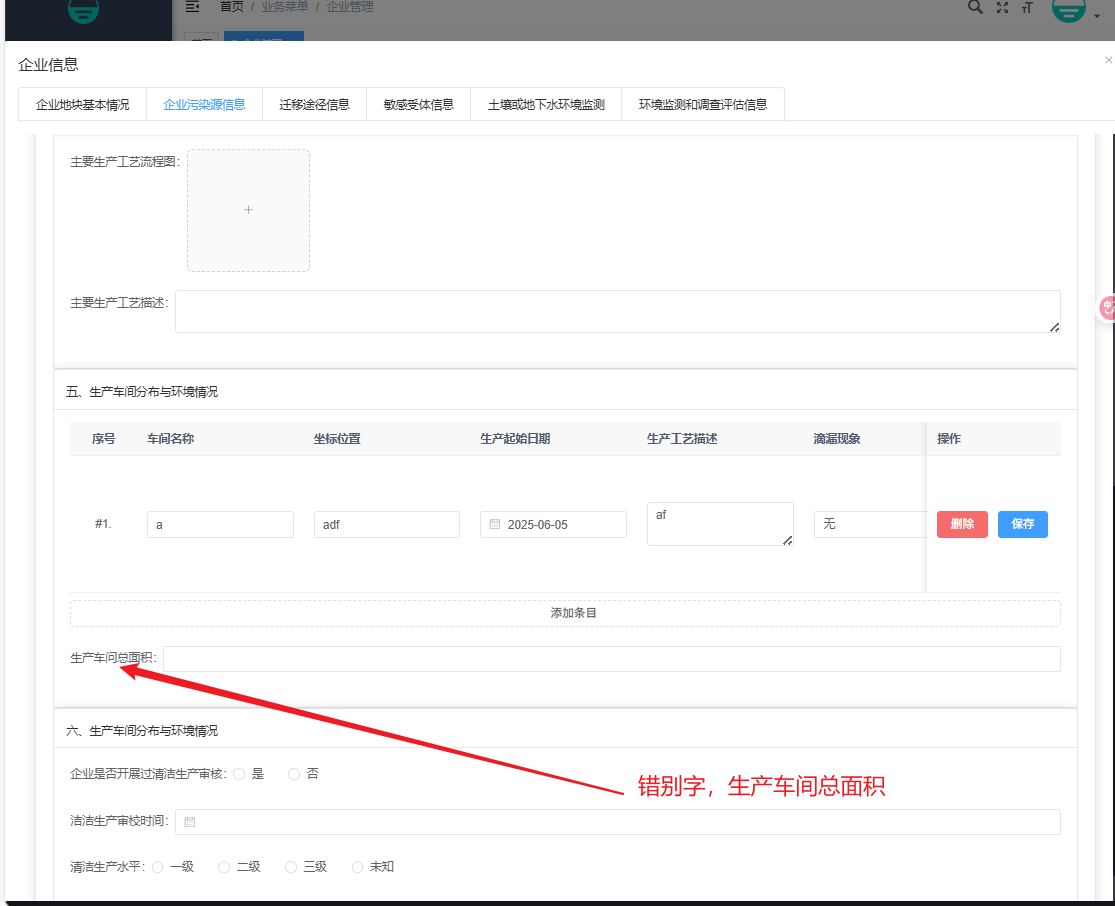 首页 / 业务菜单 / 企业管理
企业信息
企业地块基本情况 企业污染源信息 迁移途径信息 敏感受体信息 土壤或地下水环境监测 环境监测和调查评估信息
主要生产工艺流程图:
主要生产工艺描述:
五、生产车间分布与环境情况
序号 车间名称 坐标位置 生产起始日期 生产工艺描述 滴漏现象 操作
#1. a adf 2025-06-05 af 无 删除 保存
添加条目
生产车问总面积:
六、生产车间分布与环境情况
企业是否开展过清洁生产审核: 是 否
错别字，生产车间总面积
洁洁生产审校时间:
清洁生产水平: 一级 二级 三级 未知